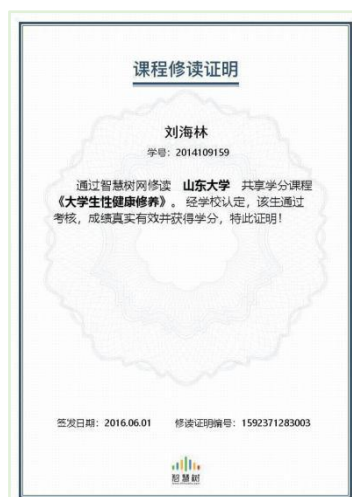 课程修读证明
刘海林
学号：2014109159
通过智慧树网修读 山东大学 共享学分课程
《大学生性健康修养》。经学校认定，该生通过
考核，成绩真实有效并获得学分，特此证明！
签发日期：2016.06.01 修读证明编号：1592371283003
智慧树